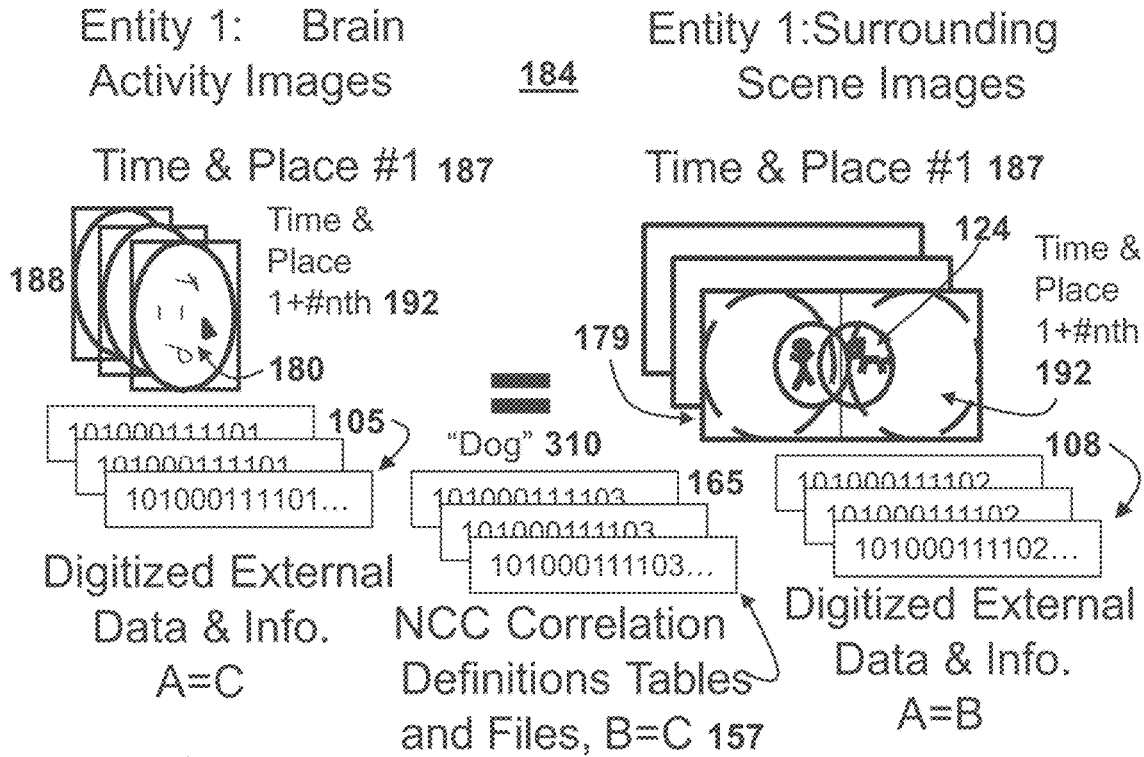 Entity 1: Brain
Activity Images
184
Entity 1:Surrounding
Scene Images
Time & Place #1 187
Time & Place #1 187
188
Time &
Place
1+#nth 192
180
124
Time &
Place
1+#nth
192
179
105
101000111101
101000111101
101000111101...
"Dog" 310
165
101000111103
101000111103
101000111103...
108
101000111102
101000111102
101000111102...
Digitized External
Data & Info.
A=C
NCC Correlation
Definitions Tables
and Files, B=C 157
Digitized External
Data & Info.
A=B